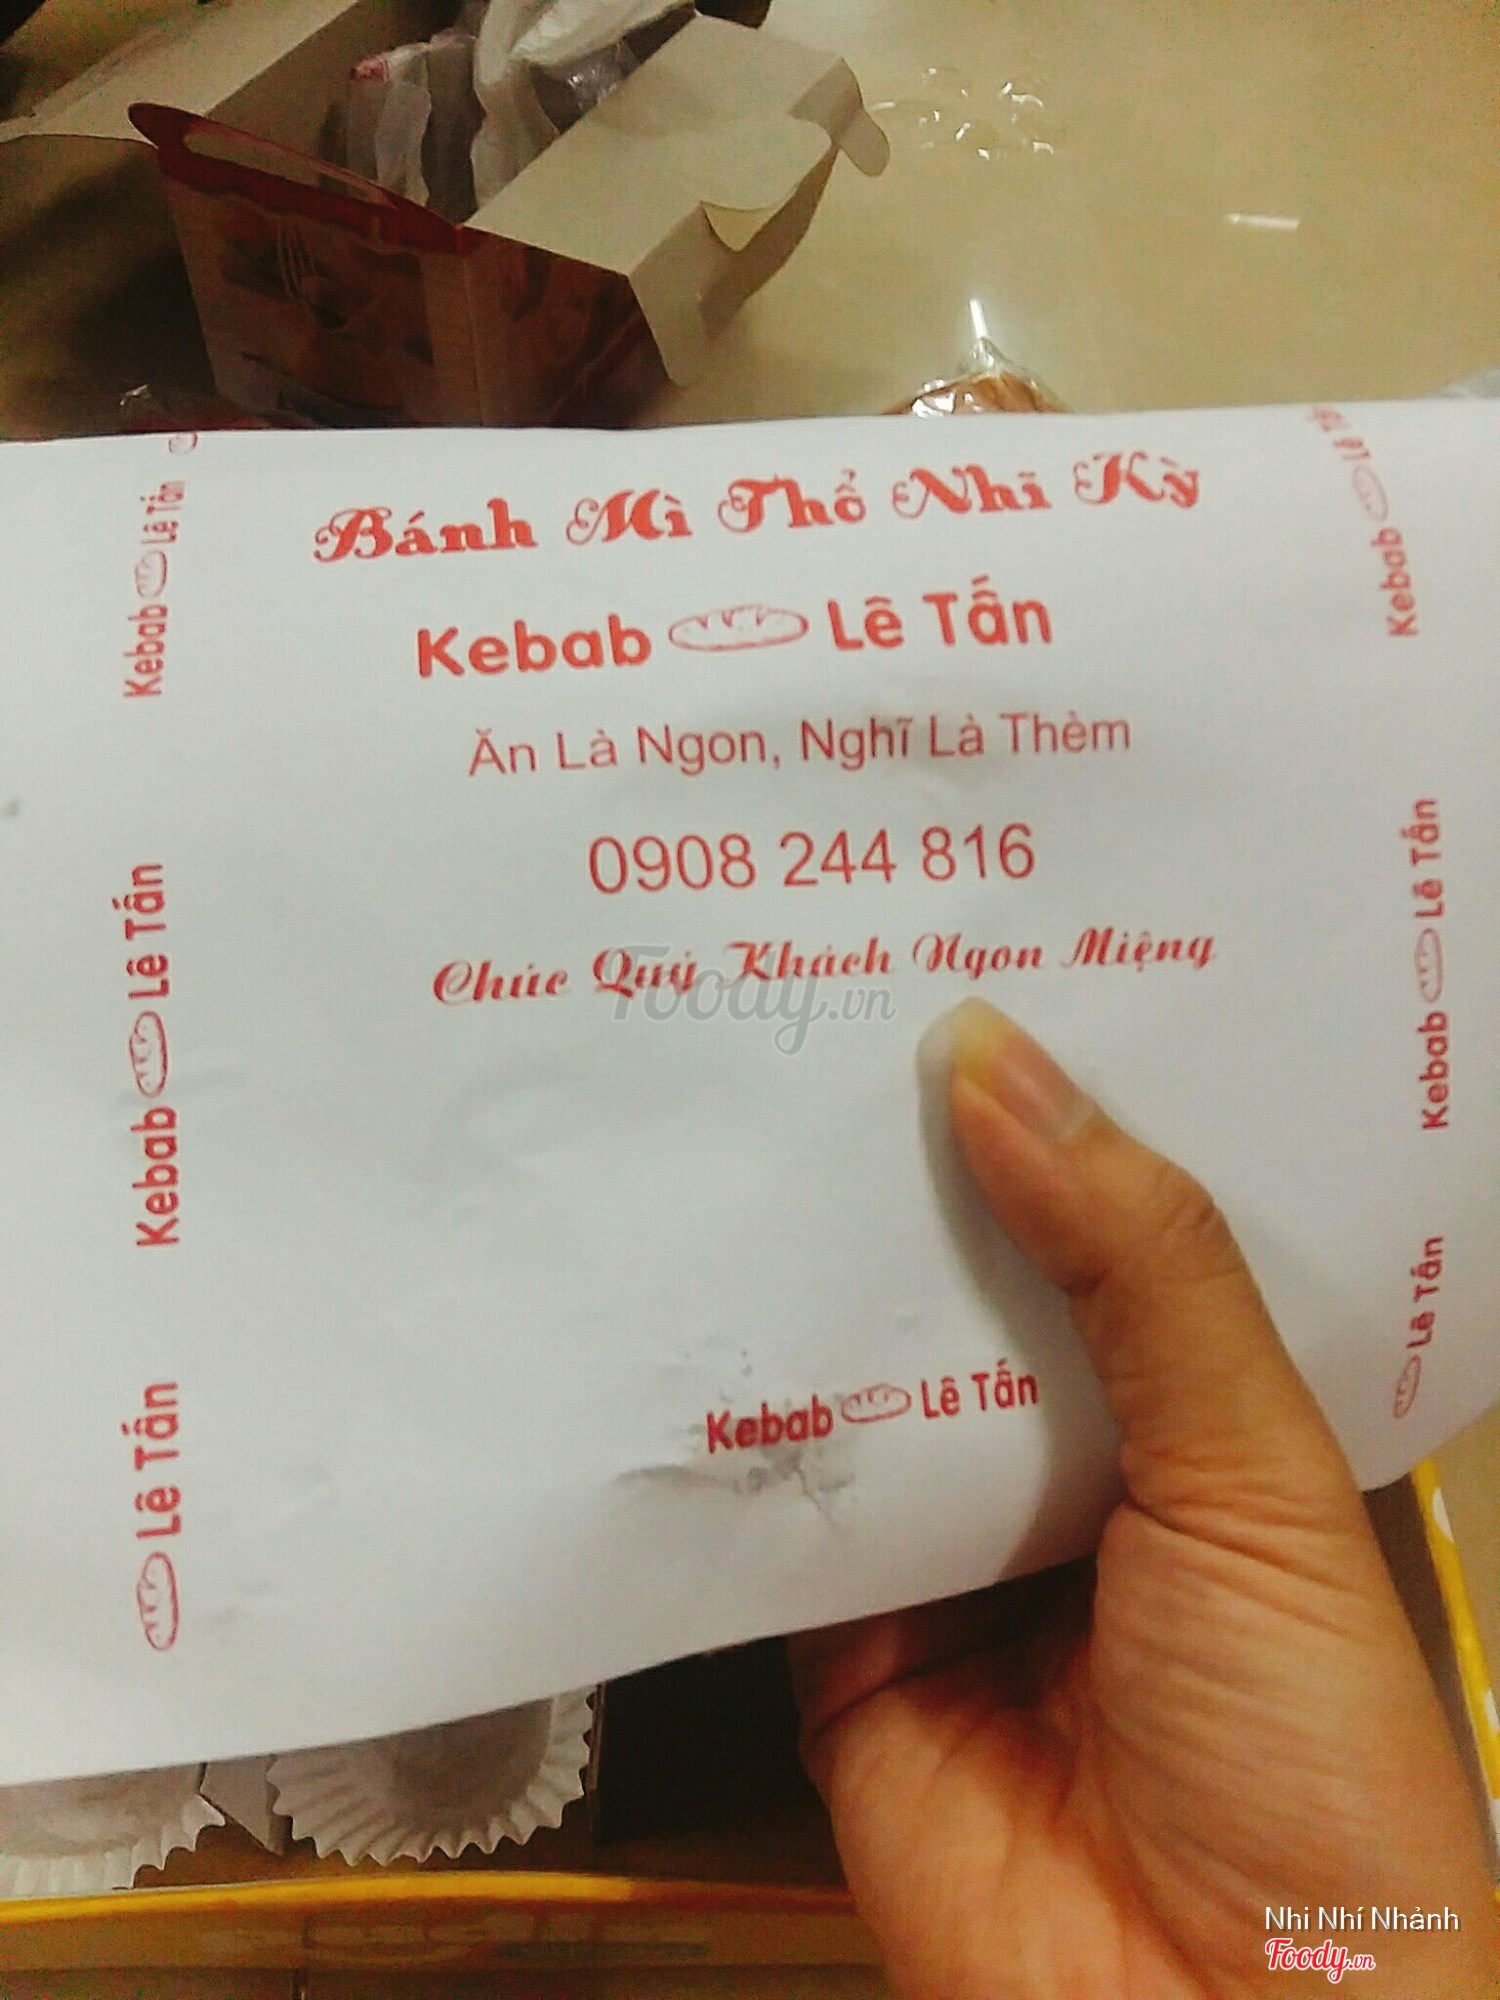 Bánh Mì Thổ Nhĩ Kỳ
Kebab Lê Tấn
Ăn Là Ngon, Nghĩ Là Thèm
0908 244 816
Chúc Quý Khách Ngon Miệng
Foody.vn
Kebab Lê Tấn
Kebab Lê Tấn
Kebab Lê Tấn
Lê Tấn
Kebab Lê
Kebab Lê Tấn
Lê Tấn
Nhi Nhí Nhảnh
Foody.vn